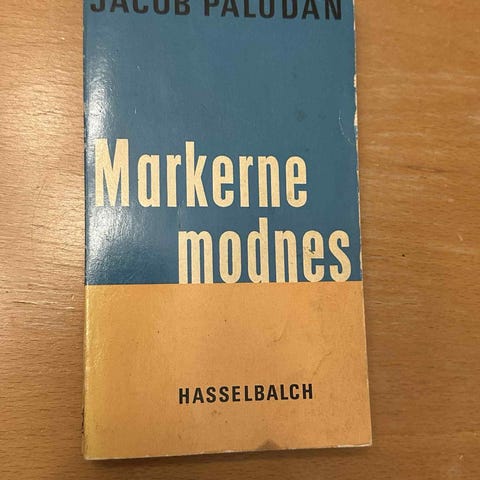 JACOB PALUDAN
Markerne
modnes
HASSELBALCH